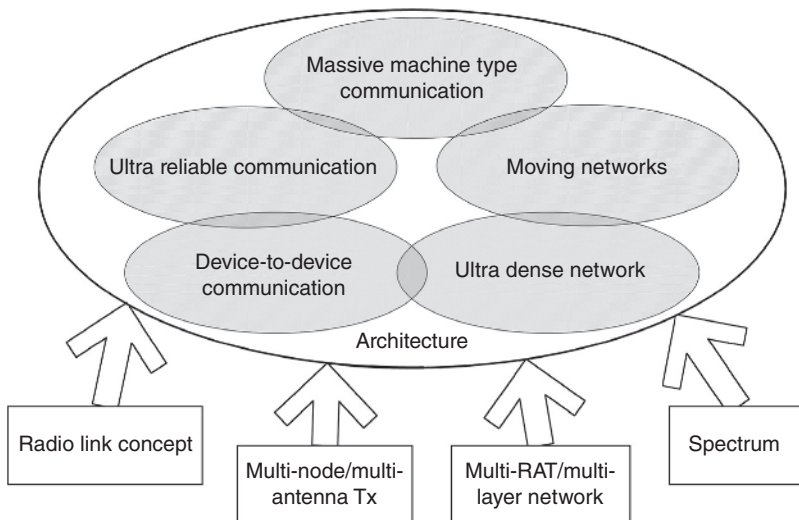 Massive machine type
communication
Ultra reliable communication
Moving networks
Device-to-device
communication
Ultra dense network
Architecture
Radio link concept
Multi-node/multi-
antenna Tx
Multi-RAT/multi-
layer network
Spectrum